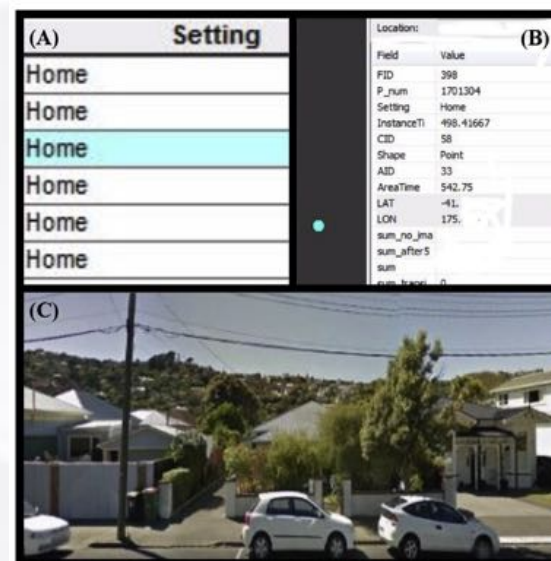 (A)
Setting
Home
Home
Home
Home
Home
Home
(B)
Location:
Field Value
FID 398
P_num 1701304
Setting Home
InstanceTi 498.41667
CID 58
Shape Point
AID 33
AreaTime 542.75
LAT -41.
LON 175.
sum_no_ima
sum_after5
sum
sum_transi 0
(C)